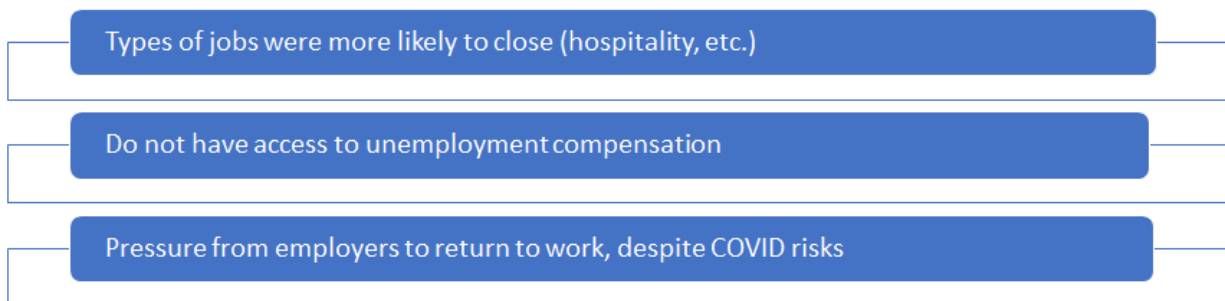 Types of jobs were more likely to close (hospitality, etc.)
Do not have access to unemployment compensation
Pressure from employers to return to work, despite COVID risks